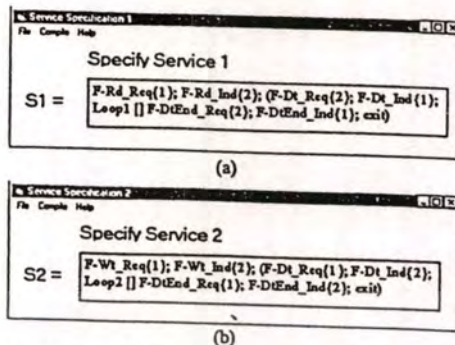 Service Specification 1
File Compile Help
Specify Service 1
S1 =
F-Rd_Req{1}; F-Rd_Ind{2}; (F-Dt_Req{2}; F-Dt_Ind{1};
Loop1 [] F-DtEnd_Req{2}; F-DtEnd_Ind{1}; exit)
(a)
Service Specification 2
File Compile Help
Specify Service 2
S2 =
F-Wt_Req{1}; F-Wt_Ind{2}; (F-Dt_Req{1}; F-Dt_Ind{2};
Loop2 [] F-DtEnd_Req{1}; F-DtEnd_Ind{2}; exit)
(b)